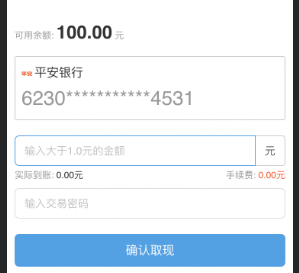 可用余额: 100.00 元
平安 平安银行
6230***********4531
输入大于1.0元的金额 元
实际到账: 0.00元 手续费: 0.00元
输入交易密码
确认取现